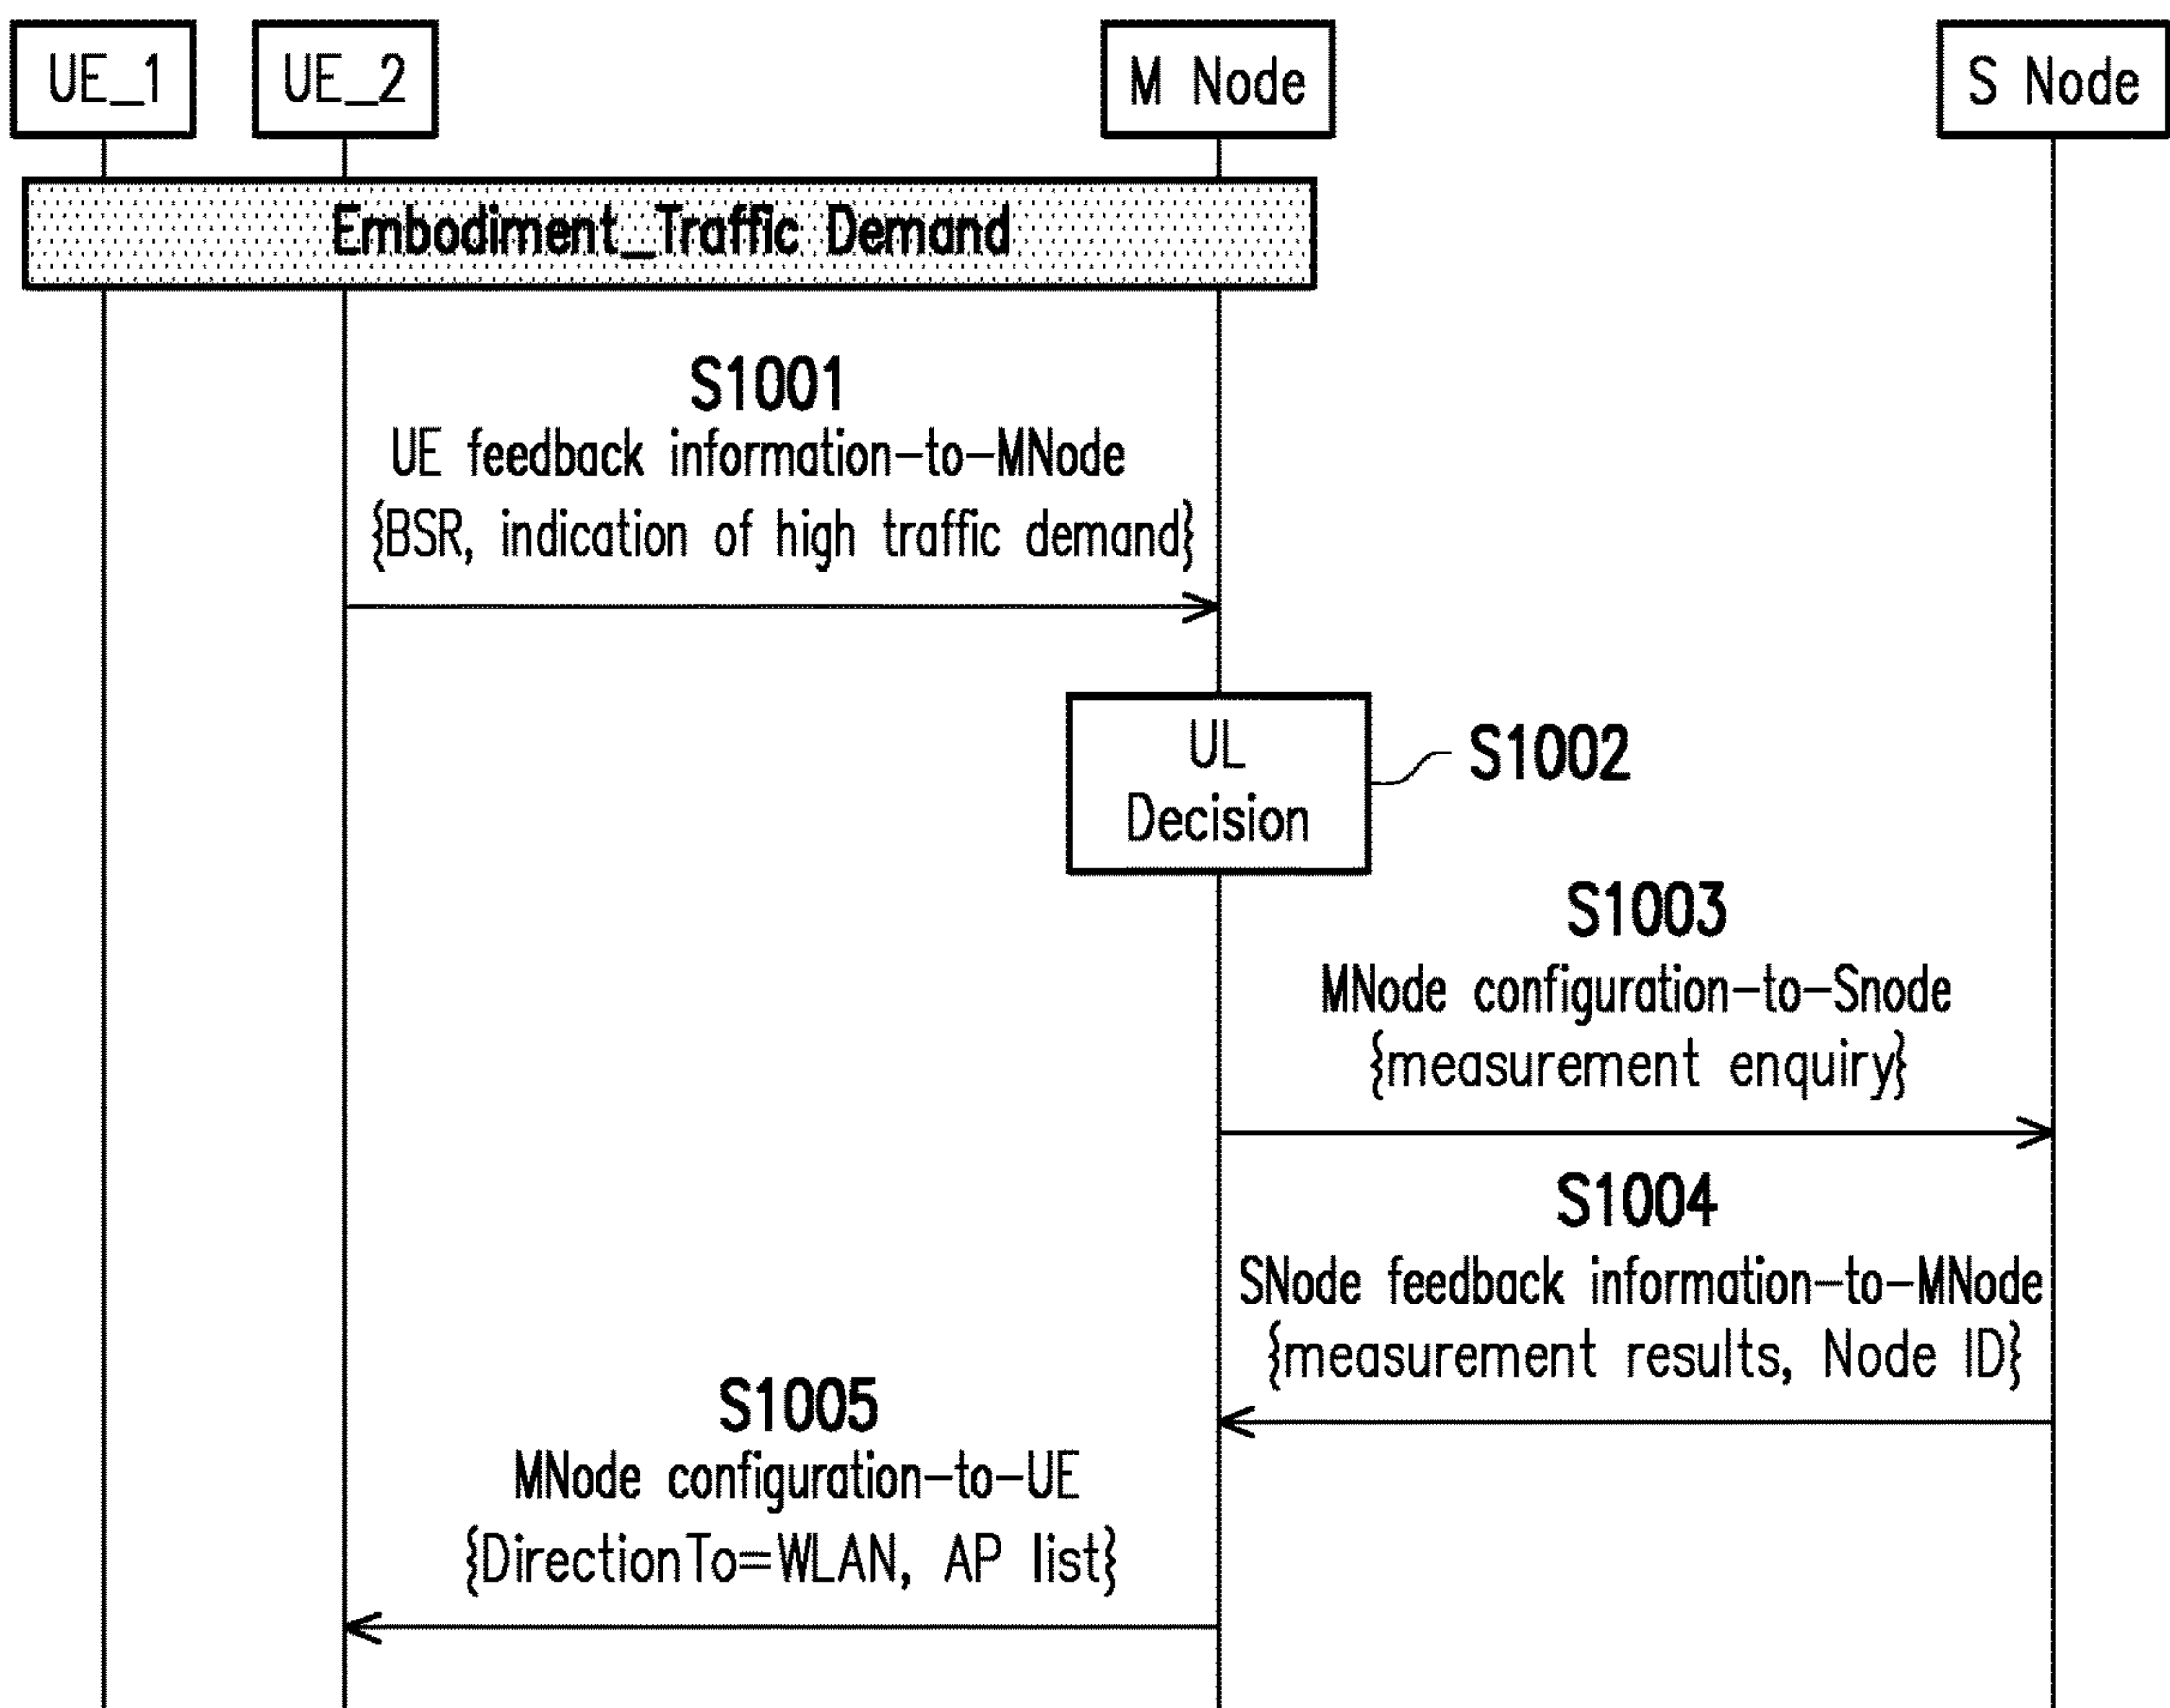 UE_1
UE_2
M Node
S Node
Embodiment_Traffic Demand
S1001
UE feedback information-to-MNode
{BSR, indication of high traffic demand}
UL
Decision
S1002
S1003
MNode configuration-to-Snode
{measurement enquiry}
S1004
SNode feedback information-to-MNode
{measurement results, Node ID}
S1005
MNode configuration-to-UE
{DirectionTo=WLAN, AP list}